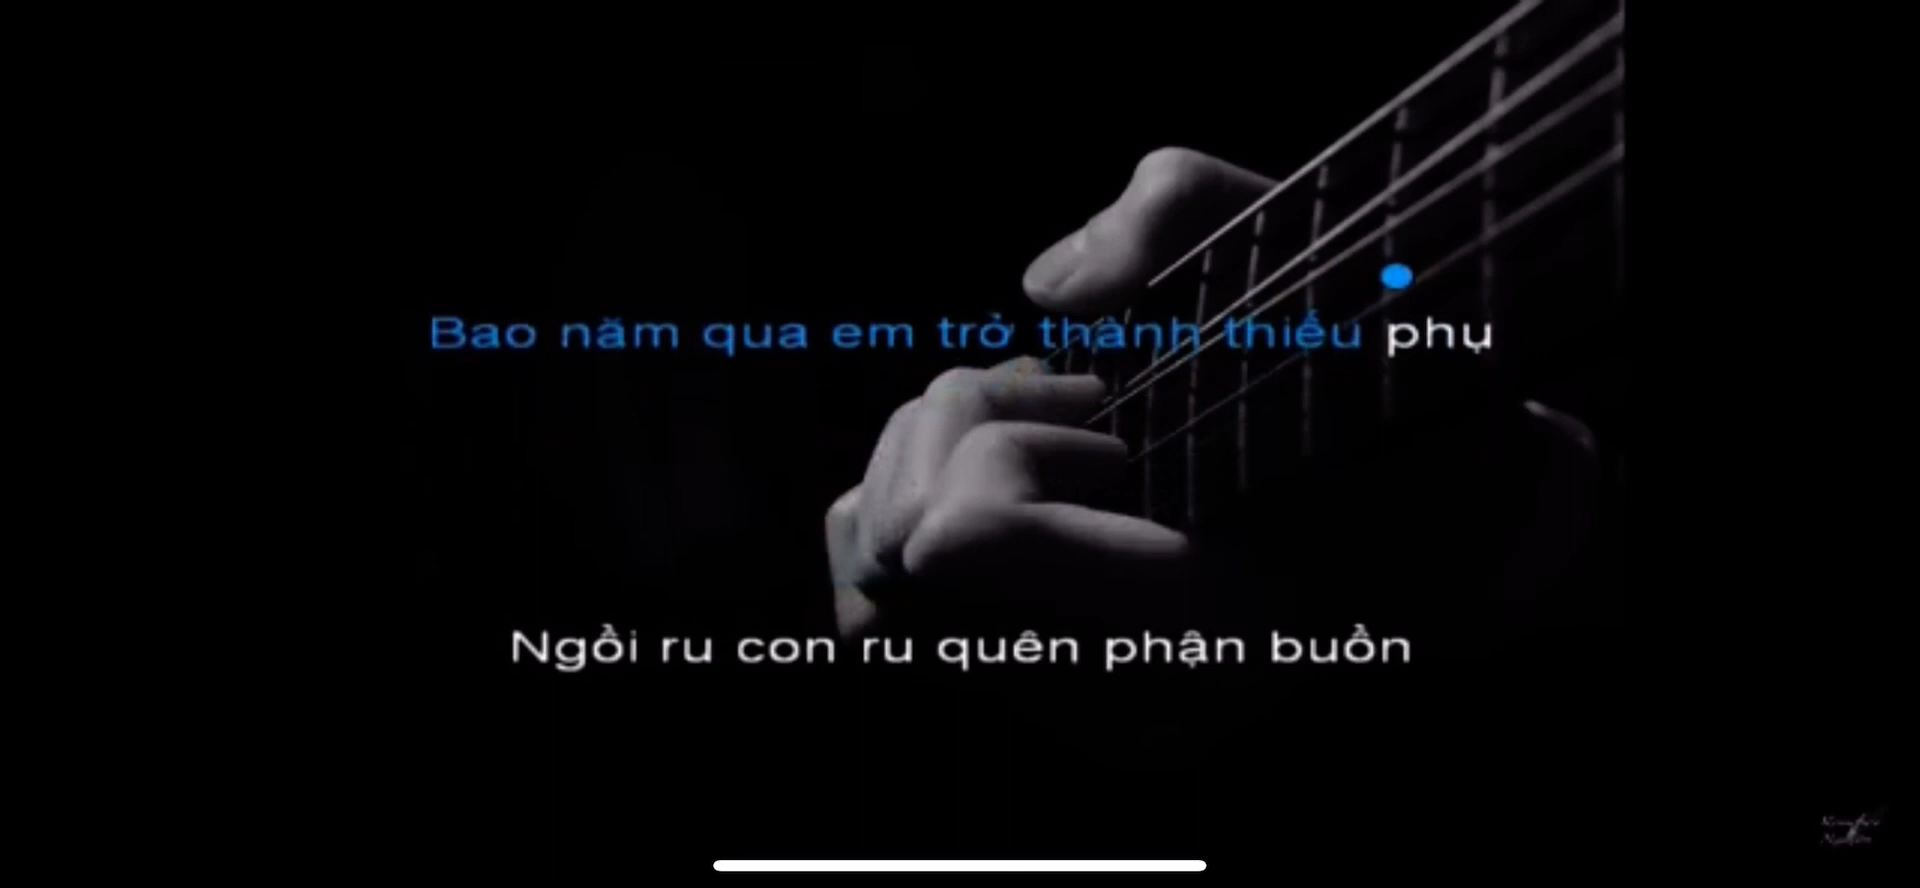 Bao năm qua em trở thành thiếu phụ
Ngồi ru con ru quên phận buồn